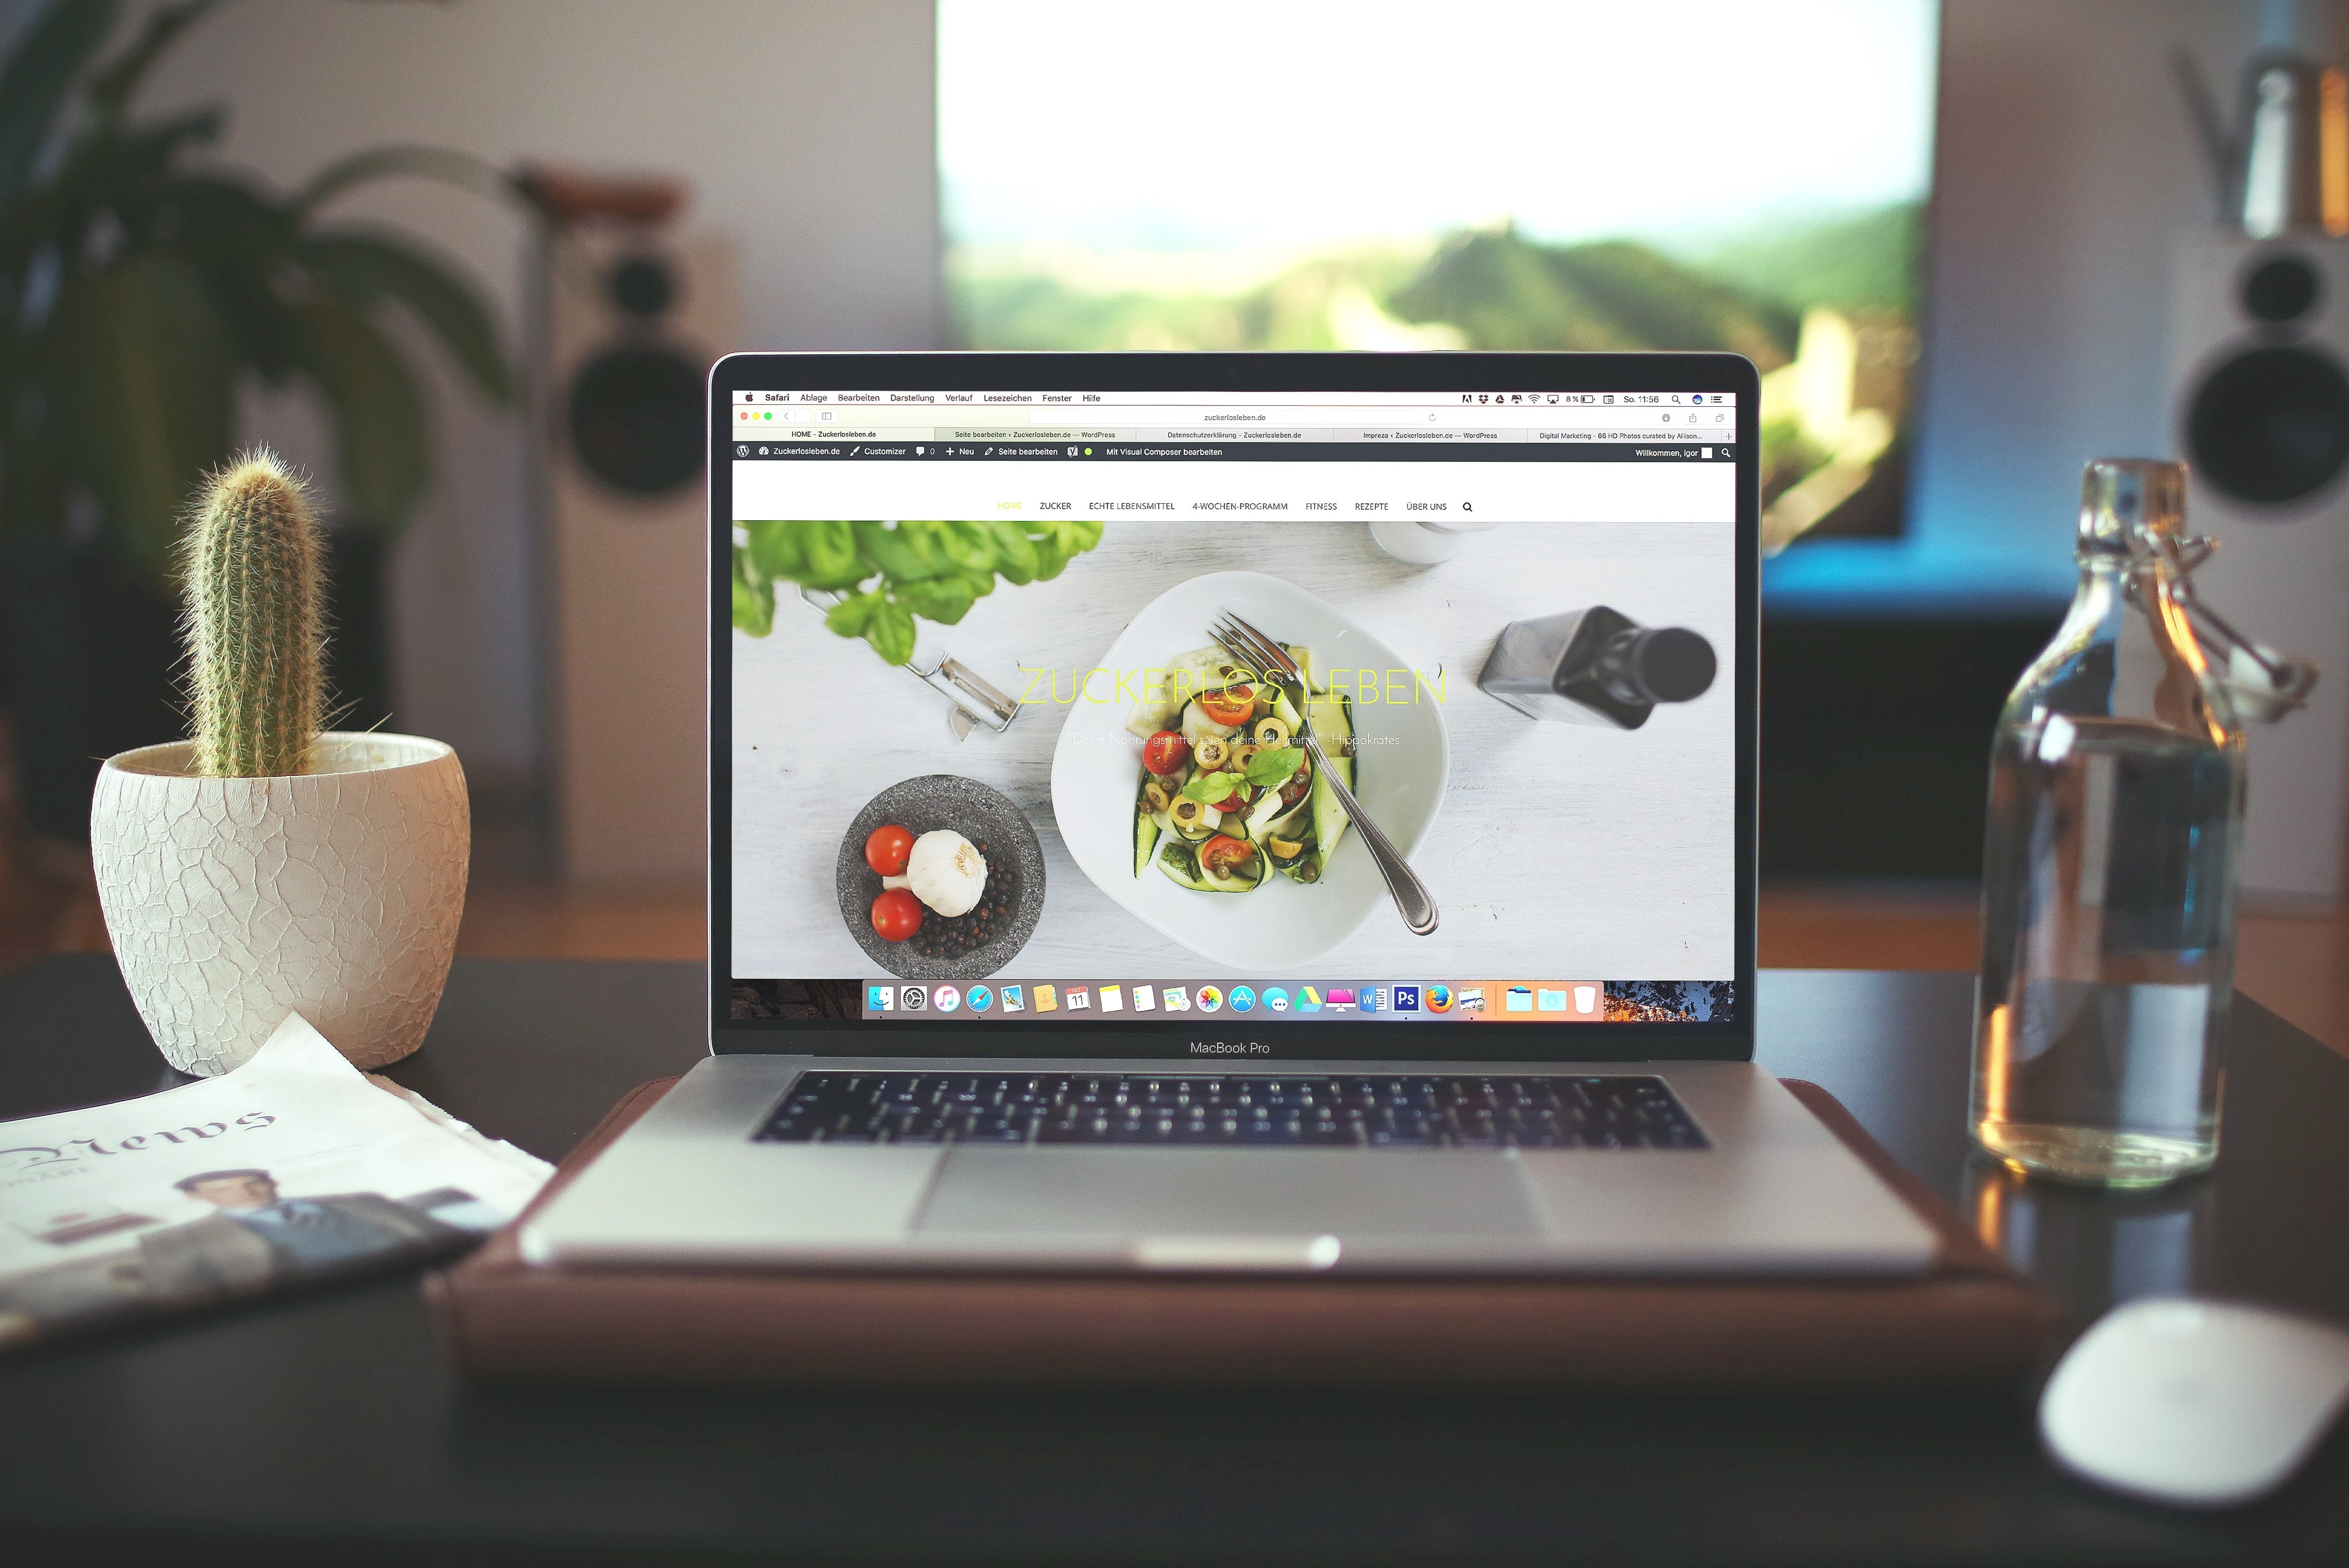 Safari Ablage Bearbeiten Darstellung Verlauf Lesezeichen Fenster Hilfe 8 % So. 11:56
zuckerlosleben.de
HOME - Zuckerlosleben.de Seite bearbeiten ‹ Zuckerlosleben.de — WordPress Datenschutzerklärung - Zuckerlosleben.de Impreza ‹ Zuckerlosleben.de — WordPress Digital Marketing - 66 HD Photos curated by Allison...
Zuckerlosleben.de Customizer 0 Neu Seite bearbeiten Mit Visual Composer bearbeiten Willkommen, Igor
HOME ZUCKER ECHTE LEBENSMITTEL 4-WOCHEN-PROGRAMM FITNESS REZEPTE ÜBER UNS
ZUCKERLOS LEBEN
"Deine Nahrungsmittel seien deine Heilmittel" -Hippokrates
11
Ps
MacBook Pro
News